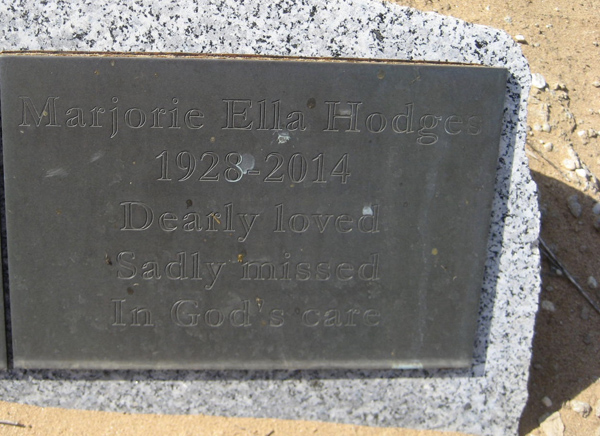 Marjorie Ella Hodges
1928-2014
Dearly loved
Sadly missed
In God's care